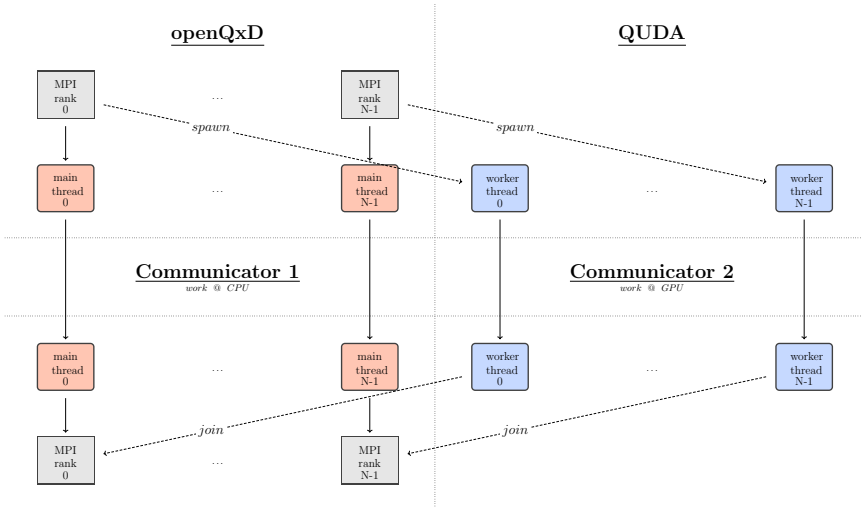 openQxD
QUDA
MPI
rank
0
...
MPI
rank
N-1
spawn
spawn
main
thread
0
...
main
thread
N-1
worker
thread
0
...
worker
thread
N-1
Communicator 1
work @ CPU
Communicator 2
work @ GPU
main
thread
0
...
main
thread
N-1
worker
thread
0
...
worker
thread
N-1
join
join
MPI
rank
0
...
MPI
rank
N-1